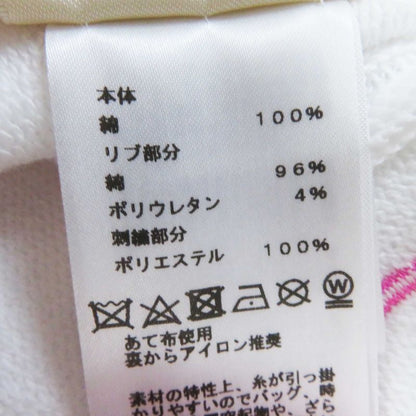 本体
綿 100%
リブ部分
綿 96%
ポリウレタン 4%
刺繍部分
ポリエステル 100%
W
あて布使用
裏からアイロン推奨
素材の特性上、糸が引っ掛
かりやすいのでバッグ、時